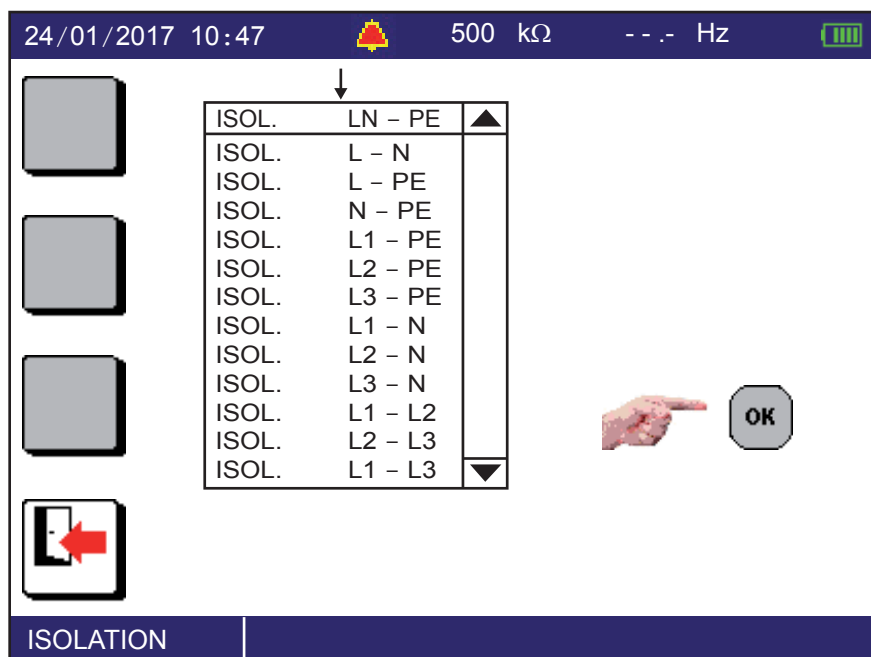 24/01/2017 10:47 500 kΩ - - .- Hz
ISOL. LN – PE
ISOL. L – N
ISOL. L – PE
ISOL. N – PE
ISOL. L1 – PE
ISOL. L2 – PE
ISOL. L3 – PE
ISOL. L1 – N
ISOL. L2 – N
ISOL. L3 – N
ISOL. L1 – L2
ISOL. L2 – L3
ISOL. L1 – L3
OK
ISOLATION